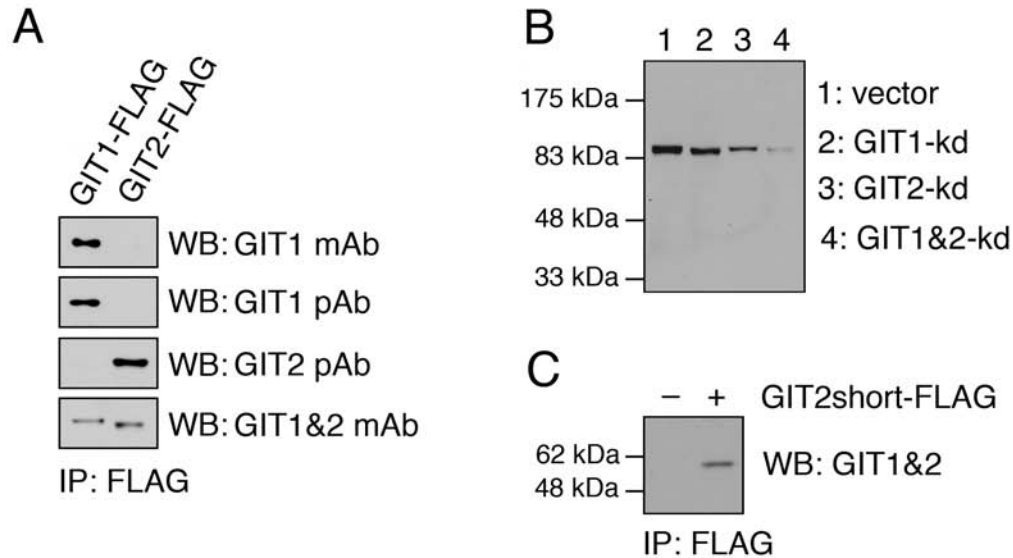 A
GIT1-FLAG
GIT2-FLAG
WB: GIT1 mAb
WB: GIT1 pAb
WB: GIT2 pAb
WB: GIT1&2 mAb
IP: FLAG
B
1 2 3 4
175 kDa
83 kDa
48 kDa
33 kDa
1: vector
2: GIT1-kd
3: GIT2-kd
4: GIT1&2-kd
C
– + GIT2short-FLAG
62 kDa
48 kDa
WB: GIT1&2
IP: FLAG